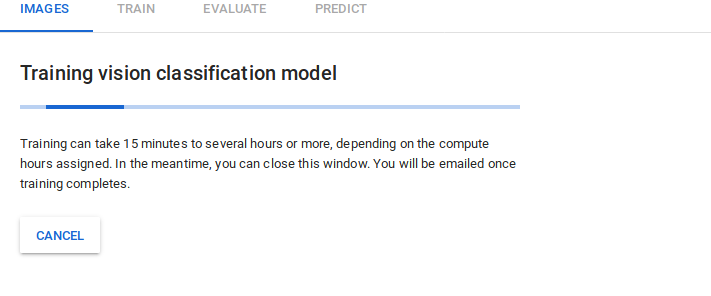 IMAGES TRAIN EVALUATE PREDICT
Training vision classification model
Training can take 15 minutes to several hours or more, depending on the compute
hours assigned. In the meantime, you can close this window. You will be emailed once
training completes.
CANCEL